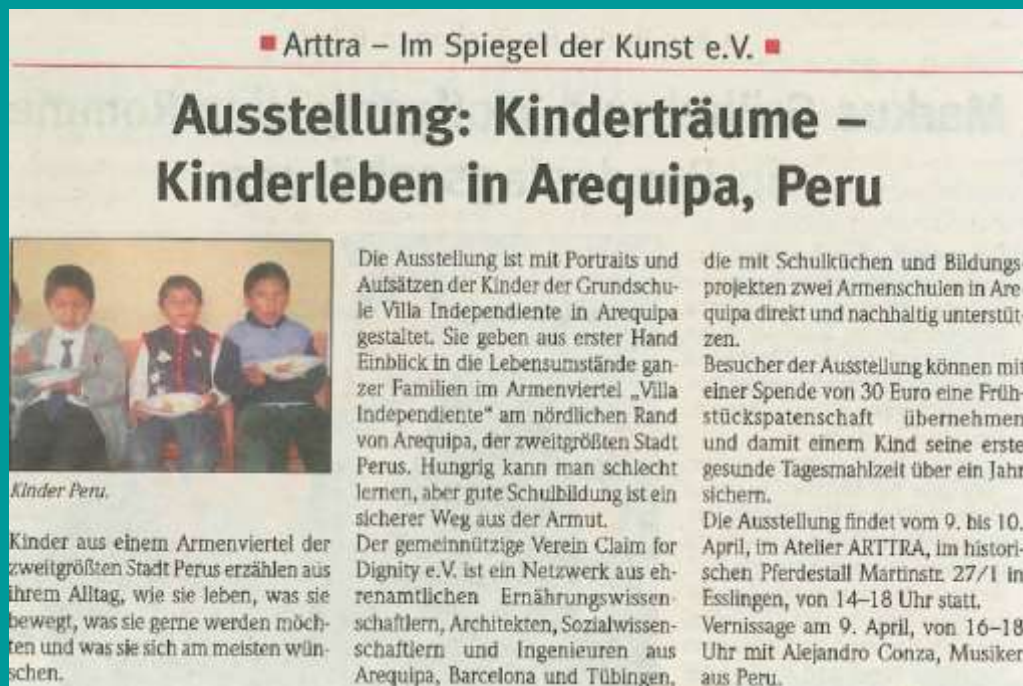 Arttra – Im Spiegel der Kunst e.V.
Ausstellung: Kinderträume –
Kinderleben in Arequipa, Peru
Kinder Peru.
Kinder aus einem Armenviertel der
zweitgrößten Stadt Perus erzählen aus
ihrem Alltag, wie sie leben, was sie
bewegt, was sie gerne werden möch-
ten und was sie sich am meisten wün-
schen.
Die Ausstellung ist mit Portraits und
Aufsätzen der Kinder der Grundschu-
le Villa Independiente in Arequipa
gestaltet. Sie geben aus erster Hand
Einblick in die Lebensumstände gan-
zer Familien im Armenviertel „Villa
Independiente“ am nördlichen Rand
von Arequipa, der zweitgrößten Stadt
Perus. Hungrig kann man schlecht
lernen, aber gute Schulbildung ist ein
sicherer Weg aus der Armut.
Der gemeinnützige Verein Claim for
Dignity e.V. ist ein Netzwerk aus eh-
renamtlichen Ernährungswissen-
schaftlern, Architekten, Sozialwissen-
schaftlern und Ingenieuren aus
Arequipa, Barcelona und Tübingen,
die mit Schulküchen und Bildungs-
projekten zwei Armenschulen in Are-
quipa direkt und nachhaltig unterstüt-
zen.
Besucher der Ausstellung können mit
einer Spende von 30 Euro eine Früh-
stückspatenschaft übernehmen
und damit einem Kind seine erste
gesunde Tagesmahlzeit über ein Jahr
sichern.
Die Ausstellung findet vom 9. bis 10.
April, im Atelier ARTTRA, im histori-
schen Pferdestall Martinstr. 27/1 in
Esslingen, von 14–18 Uhr statt.
Vernissage am 9. April, von 16–18
Uhr mit Alejandro Conza, Musiker
aus Peru.